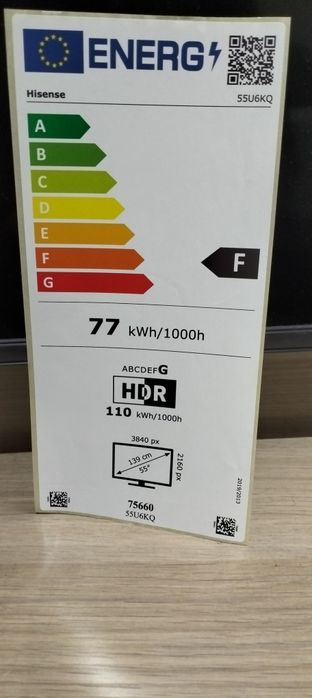 ENERG
Hisense 55U6KQ
A
B
C
D
E
F
G
F
77 kWh/1000h
ABCDEFG
HDR
110 kWh/1000h
3840 px
139 cm
55"
2160 px
2019/2013
75660
55U6KQ